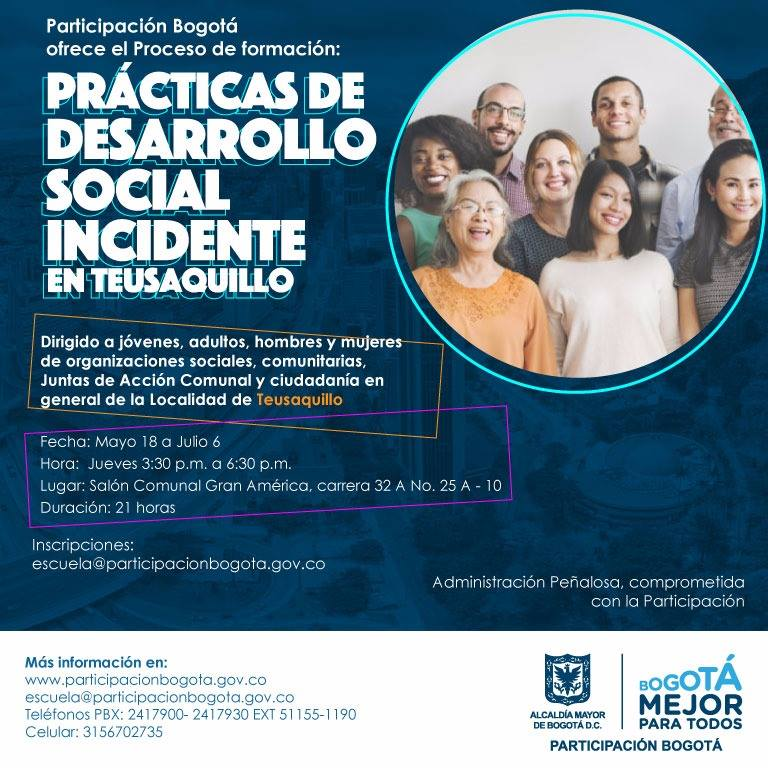 Participación Bogotá
ofrece el Proceso de formación:
PRÁCTICAS DE
DESARROLLO
SOCIAL
INCIDENTE
EN TEUSAQUILLO
Dirigido a jóvenes, adultos, hombres y mujeres
de organizaciones sociales, comunitarias,
Juntas de Acción Comunal y ciudadanía en
general de la Localidad de Teusaquillo
Fecha: Mayo 18 a Julio 6
Hora: Jueves 3:30 p.m. a 6:30 p.m.
Lugar: Salón Comunal Gran América, carrera 32 A No. 25 A - 10
Duración: 21 horas
Inscripciones:
escuela@participacionbogota.gov.co
Administración Peñalosa, comprometida
con la Participación
Más información en:
www.participacionbogota.gov.co
escuela@participacionbogota.gov.co
Teléfonos PBX: 2417900- 2417930 EXT 51155-1190
Celular: 3156702735
ALCALDÍA MAYOR
DE BOGOTÁ D.C.
BOGOTÁ
MEJOR
PARA TODOS
PARTICIPACIÓN BOGOTÁ